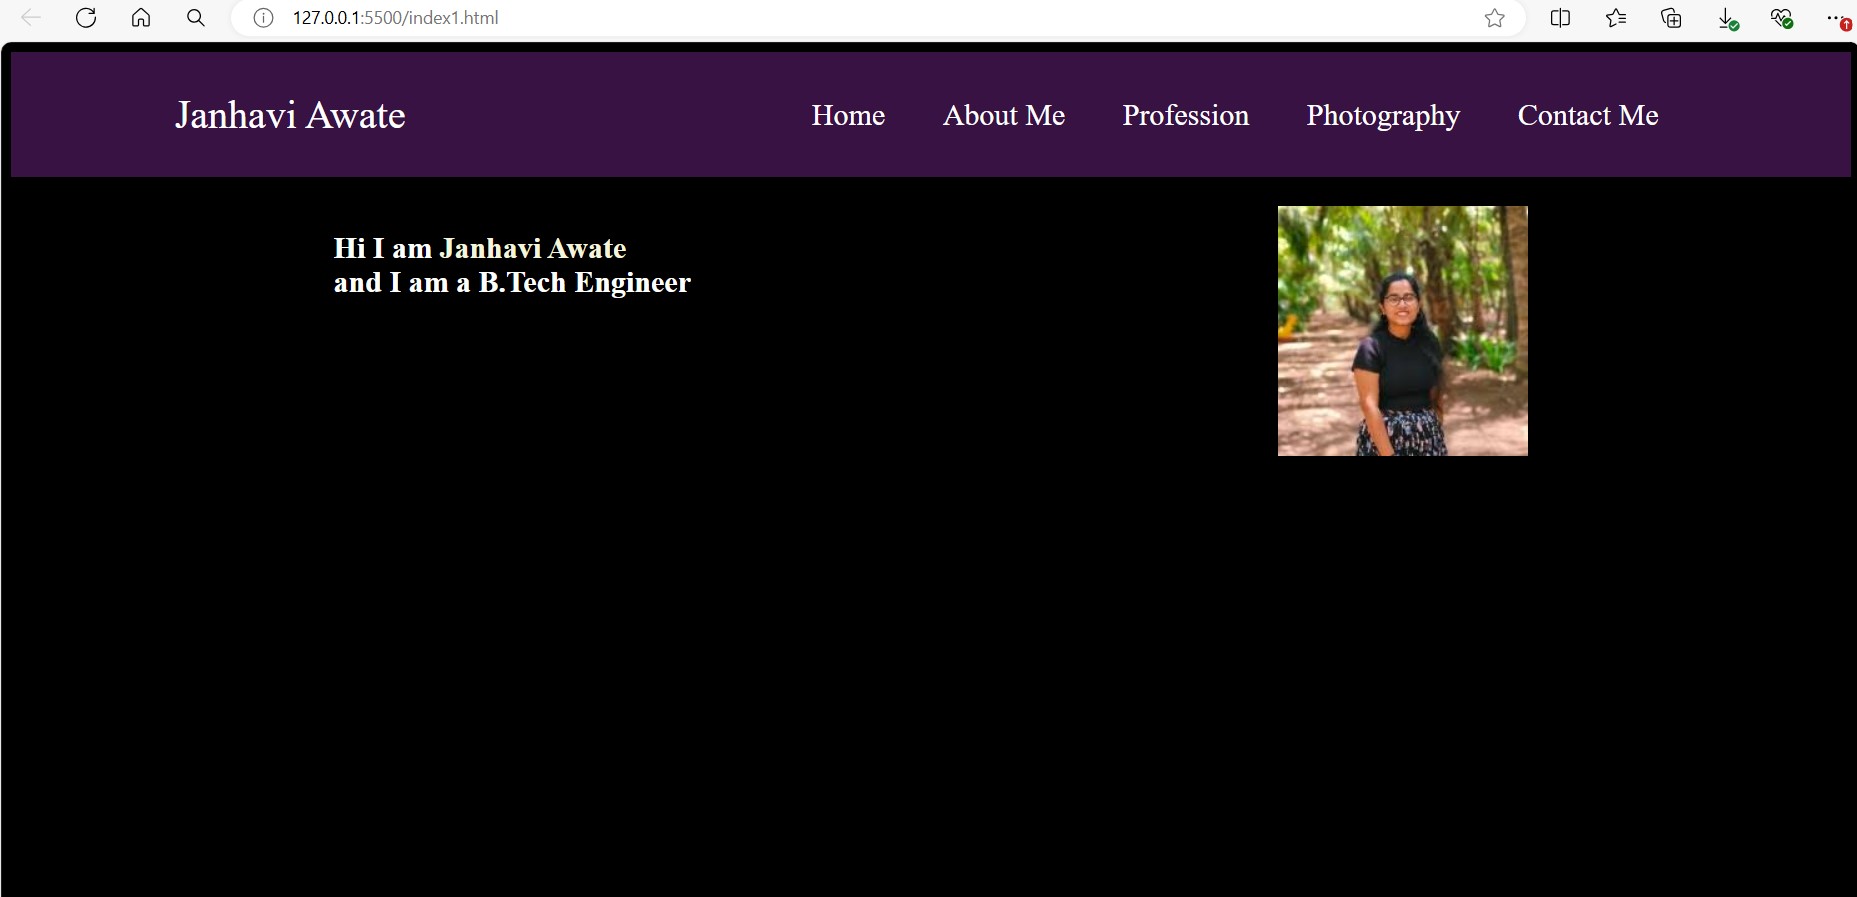 127.0.0.1:5500/index1.html
Janhavi Awate
Home About Me Profession Photography Contact Me
Hi I am Janhavi Awate
and I am a B.Tech Engineer